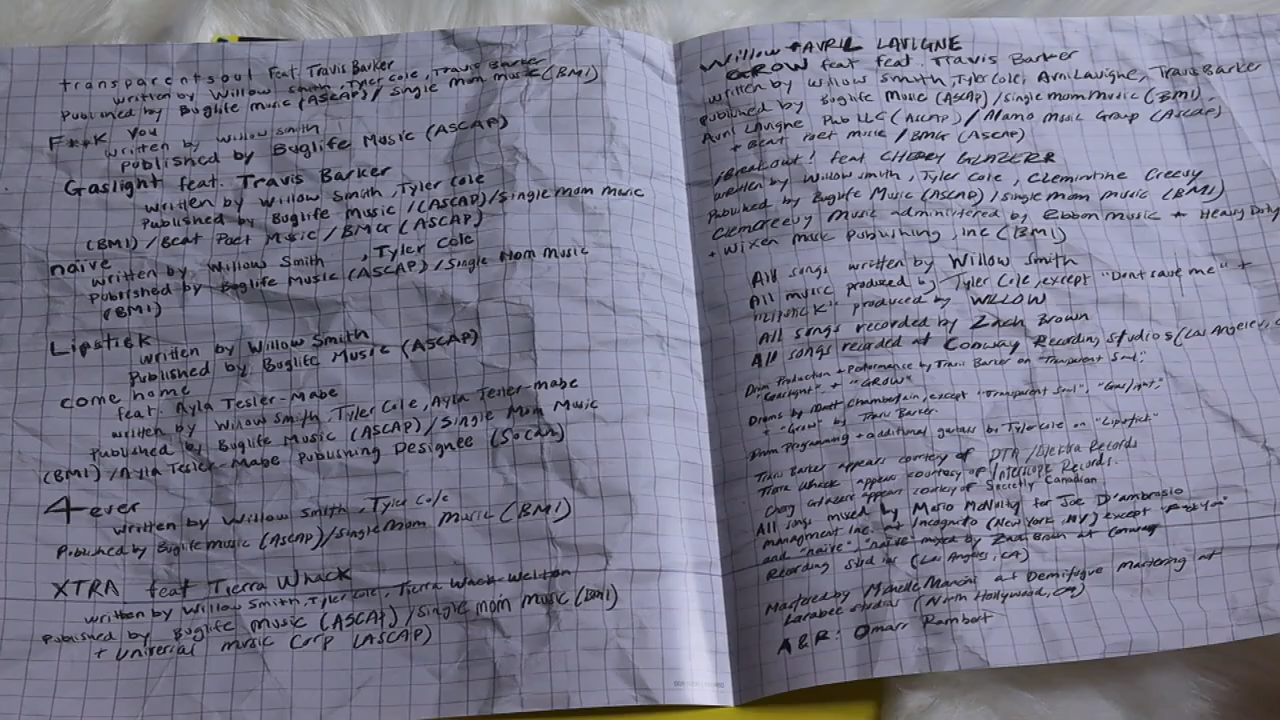 transparentsoul feat. Travis Barker
written by Willow Smith, Tyler Cole, Travis Barker
Published by Buglife Music (ASCAP)/ Single mom music (BMI)
F**K You
written by Willow Smith
Published by Buglife Music (ASCAP)
Gaslight feat. Travis Barker
written by Willow Smith, Tyler Cole
Published by Buglife Music /(ASCAP)/Single mom music
(BMI) / Beat Poet Music / BMG (ASCAP)
naïve
written by, Willow Smith, Tyler Cole
published by Buglife Music (ASCAP)/Single Mom Music
(BMI)
Lipstick
written by Willow Smith
Published by, Buglife Music (ASCAP)
come home
feat. Ayla Tesler-Mabe
written by Willow Smith, Tyler Cole, Ayla Tesler-mabe
Published by Buglife Music (ASCAP)/ Single Mom Music
(BMI)/Ayla Tesler-Mabe Publishing Designee (Socan)
4ever
written by Willow Smith, Tyler Cole
Published by Buglife music (ASCAP)/Single Mom Music (BMI)
XTRA feat Tierra Whack
written by Willow Smith, Tyler Cole, Tierra Whack-Welton
Published by Buglife music (ASCAP)/single mom music (BMI)
+ Universal music Corp (ASCAP)
Willow + AVRIL LAVIGNE
GROW feat feat. Travis Barker
written by Willow Smith, Tyler Cole, Avril Lavigne, Travis Barker
published by Buglife Music (ASCAP) /single mom music (BMI),
Avril Lavigne Pub LLC (ASCAP) / Alamo Music Group (ASCAP)
+ Beat Poet music / BMG (ASCAP)
¡Breakout! feat CHERRY GLAZERR
written by Willow Smith, Tyler Cole, Clementine Creevy
Published by Buglife Music (ASCAP) /single mom music (BMI)
Clemcreevy Music administered by Ribbon music + Heavy Duty
+ Wixen Music Publishing, inc (BMI)
All songs written by Willow Smith
All music produced by Tyler Cole, except "Dont save me" +
"Lipstick" produced by WILLOW
All songs recorded by Zach Brown
All songs recorded at Conway Recording Studios (Los Angeles, C
Drum Production + Performance by Travis Barker on "Transparent Soul,"
"Gaslight" + "GROW"
Drums by Matt Chamberlain, except "Transparent Soul", "Gaslight,"
+ "Grow" by Travis Barker.
Drum Programming + additional guitars by Tyler Cole on "Lipstick"
Travis Barker appears courtesy of DTA /Elektra Records
Tierra Whack appears courtesy of Interscope Records.
Cherry Glazerr appears courtesy of Secretly Canadian
All songs mixed by Mario McNulty for Joe D'ambrosio
managment Inc. at Incognito (New York, NY) except "F**k you"
and "naïve", "naïve" mixed by Zach Brown at Conway
Recording Studios (Los Angeles, CA)
Mastered by Michelle Mancini at Demifugue mastering at
Larabee studios (North Hollywood, CA)
A&R: Omarr Rambert